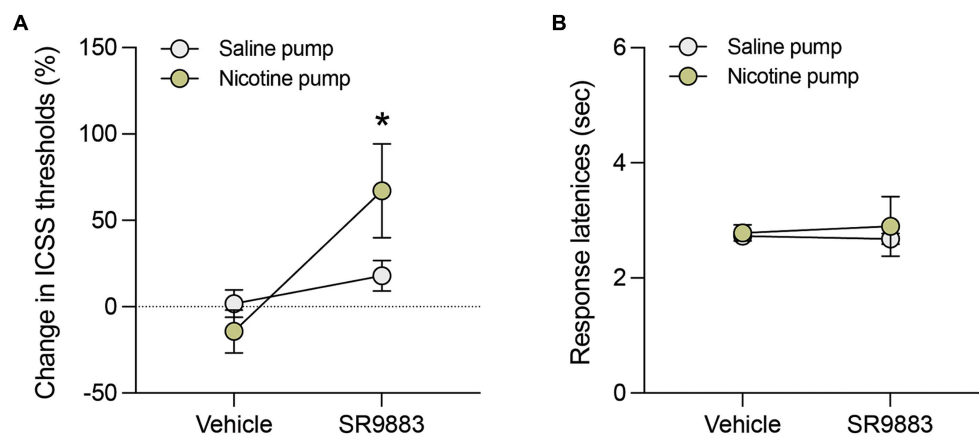 A
Change in ICSS thresholds (%)
150
100
50
0
-50
Saline pump
Nicotine pump
*
Vehicle
SR9883
B
Response latenices (sec)
6
4
2
0
Saline pump
Nicotine pump
Vehicle
SR9883